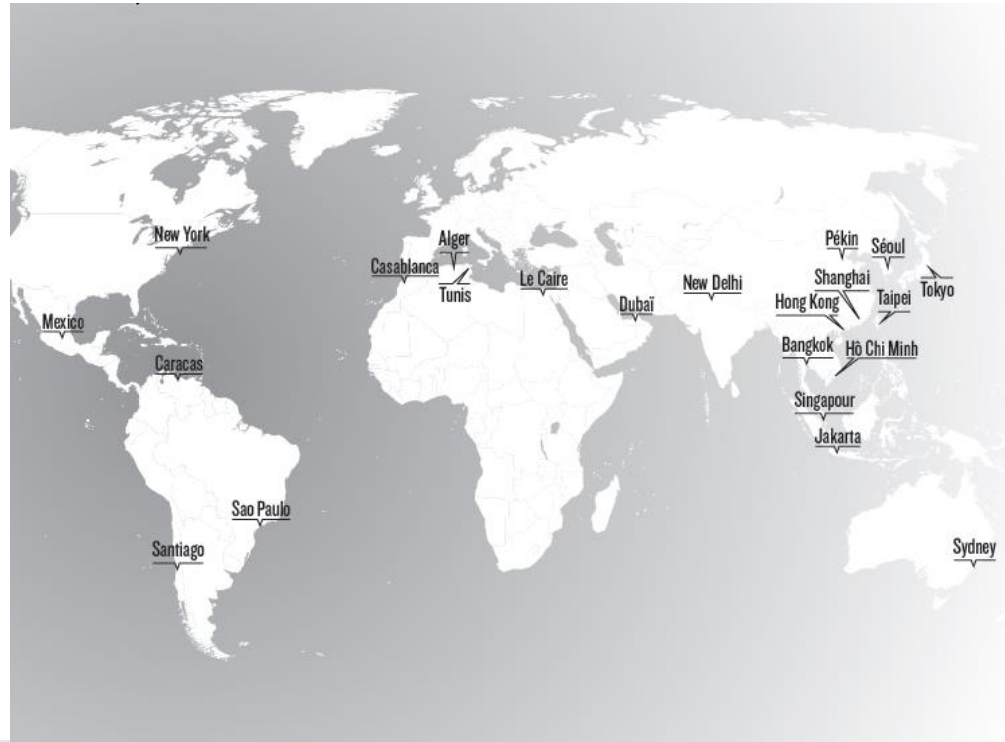 New York
Alger
Pékin
Séoul
Casablanca
Le Caire
New Delhi
Shanghai
Tokyo
Tunis
Taipei
Dubaï
Hong Kong
Mexico
Bangkok
Hô Chi Minh
Caracas
Singapour
Jakarta
Sao Paulo
Santiago
Sydney